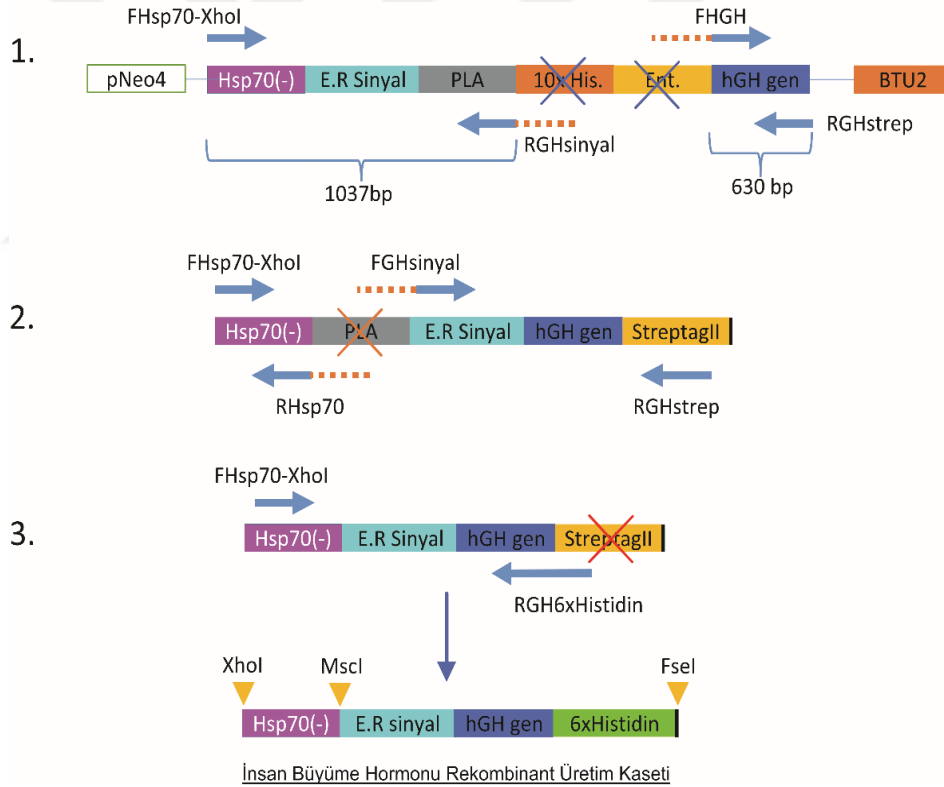 FHsp70-XhoI
FHGH
1.
pNeo4
Hsp70(-)
E.R Sinyal
PLA
10x His.
Ent.
hGH gen
BTU2
RGHsinyal
RGHstrep
1037bp
630 bp
FHsp70-XhoI
FGHsinyal
2.
Hsp70(-)
PLA
E.R Sinyal
hGH gen
StreptagII
RHsp70
RGHstrep
FHsp70-XhoI
3.
Hsp70(-)
E.R Sinyal
hGH gen
StreptagII
RGH6xHistidin
XhoI
MscI
FseI
Hsp70(-)
E.R sinyal
hGH gen
6xHistidin
İnsan Büyüme Hormonu Rekombinant Üretim Kaseti